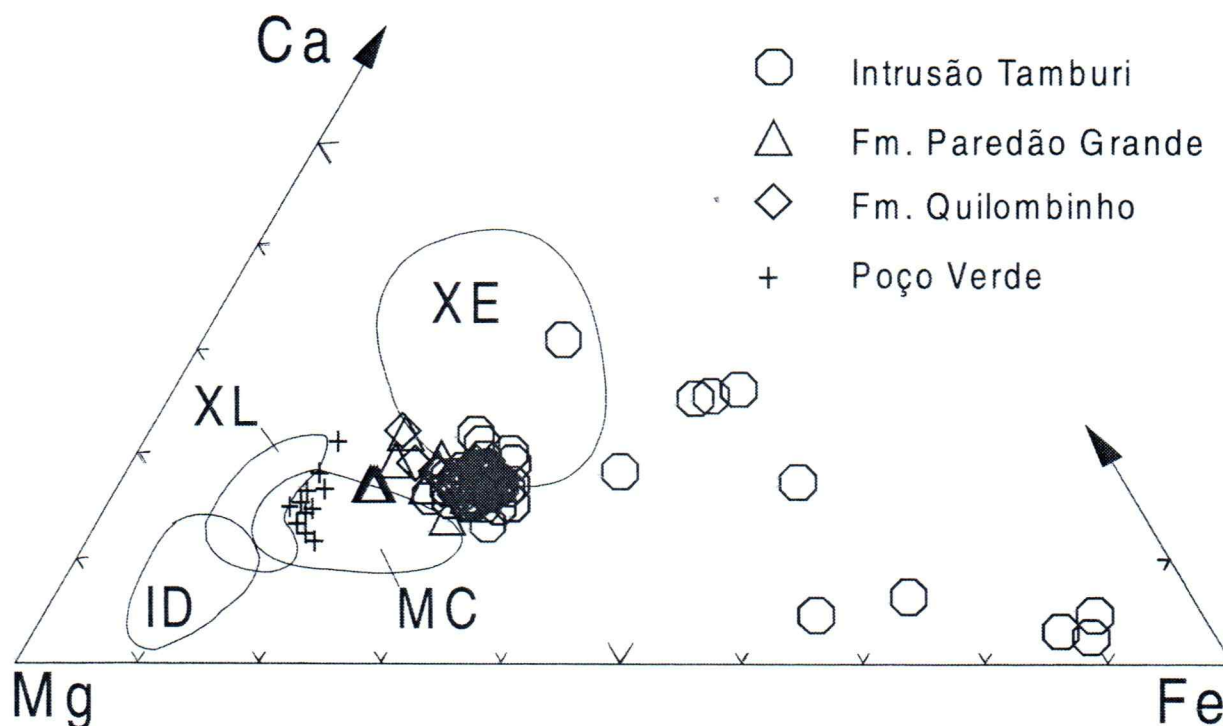 Ca
Intrusão Tamburi
Fm. Paredão Grande
Fm. Quilombinho
+ Poço Verde
XE
XL
ID
MC
Mg
Fe